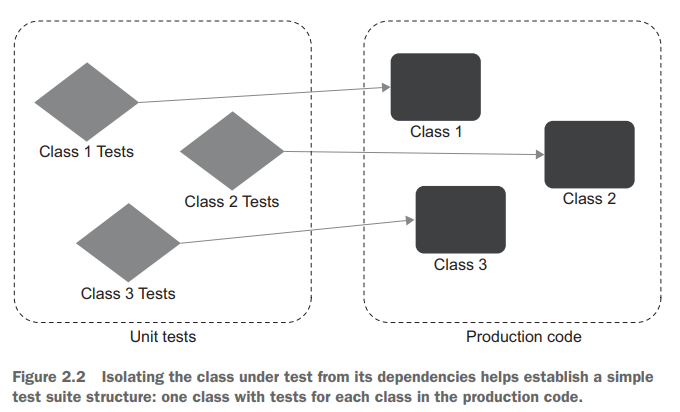 Class 1 Tests
Class 2 Tests
Class 3 Tests
Unit tests
Class 1
Class 2
Class 3
Production code
Figure 2.2 Isolating the class under test from its dependencies helps establish a simple
test suite structure: one class with tests for each class in the production code.